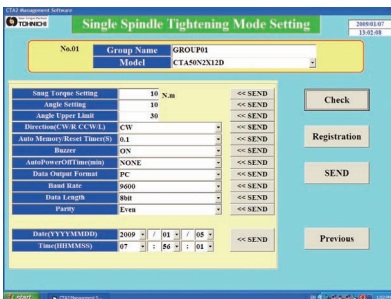 CTA2 Management Software
TOHNICHI
Single Spindle Tightening Mode Setting
2009/03/07
13:02:08
No.01 Group Name GROUP01
Model CTA50N2X12D
Snug Torque Setting 10 N.m << SEND
Angle Setting 10 << SEND
Angle Upper Limit 30 << SEND
Direction(CW/R CCW/L) CW << SEND
Auto Memory/Reset Timer(S) 0.1 << SEND
Buzzer ON << SEND
AutoPowerOffTime(min) NONE << SEND
Data Output Format PC << SEND
Baud Rate 9600 << SEND
Data Length 8bit << SEND
Parity Even << SEND
Date(YYYYMMDD) 2009 / 01 / 05
Time(HHMMSS) 07 : 56 : 01
<< SEND
Check
Registration
SEND
Previous
start